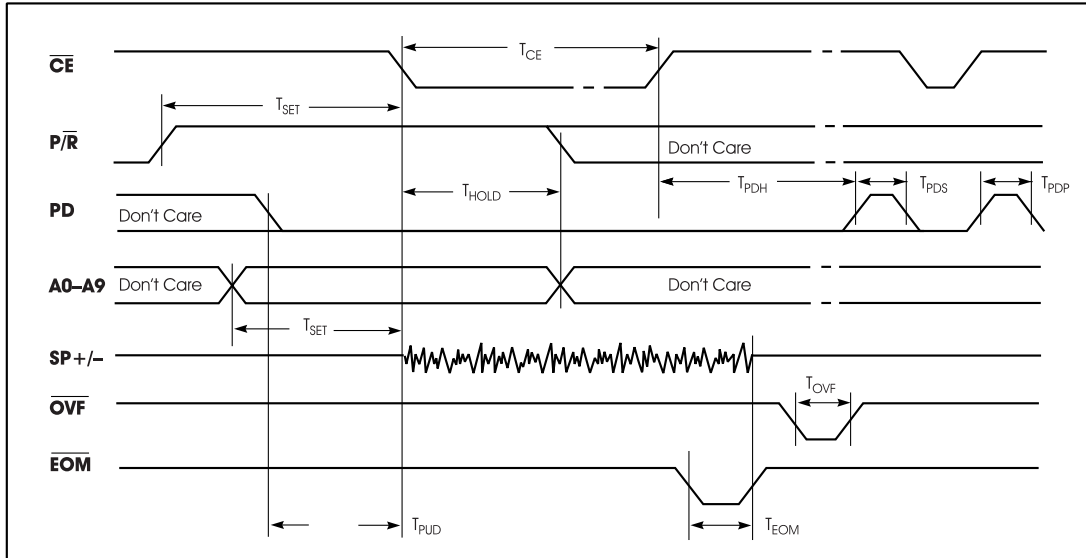 CE
T_CE
T_SET
P/R
Don't Care
T_HOLD
T_PDH
T_PDS
T_PDP
PD
Don't Care
A0–A9
Don't Care
Don't Care
T_SET
SP+/–
T_OVF
OVF
EOM
T_PUD
T_EOM